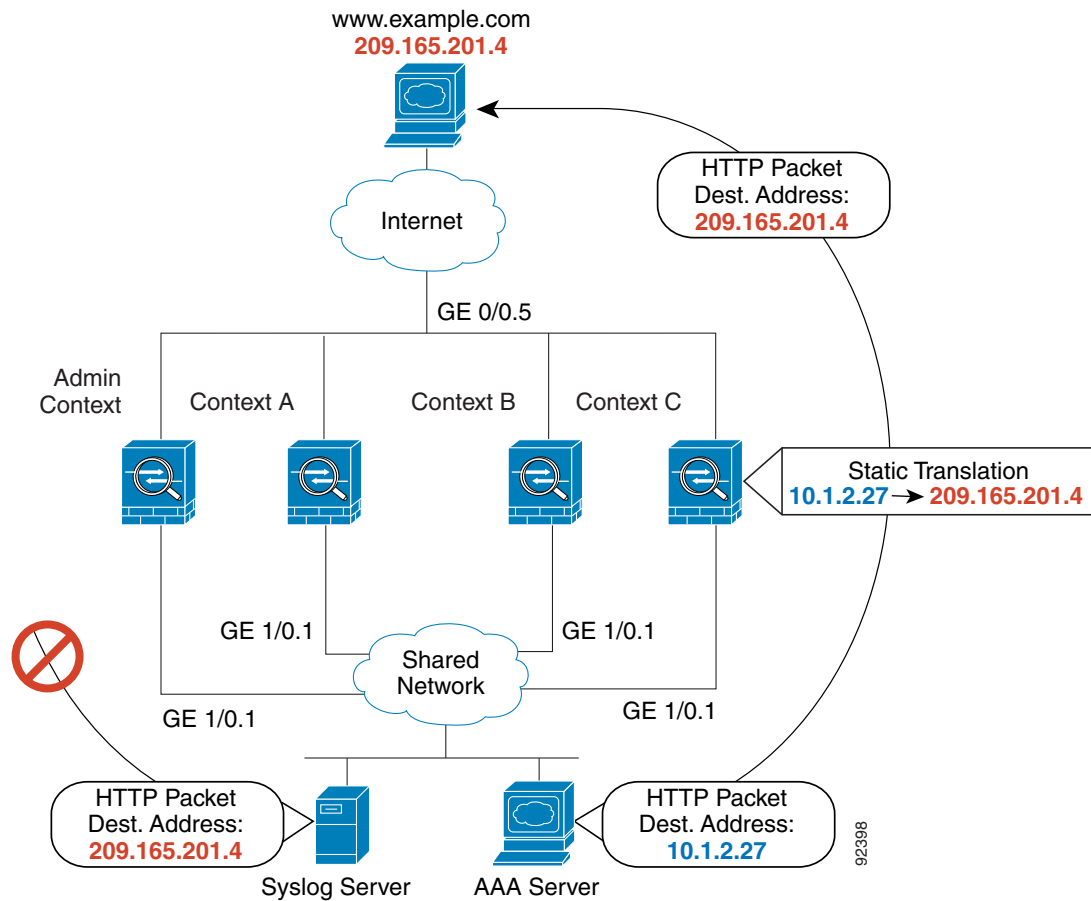 www.example.com
209.165.201.4
HTTP Packet
Dest. Address:
209.165.201.4
Internet
GE 0/0.5
Admin
Context
Context A
Context B
Context C
Static Translation
10.1.2.27 → 209.165.201.4
GE 1/0.1
GE 1/0.1
Shared
Network
GE 1/0.1
GE 1/0.1
HTTP Packet
Dest. Address:
209.165.201.4
HTTP Packet
Dest. Address:
10.1.2.27
Syslog Server
AAA Server
92398